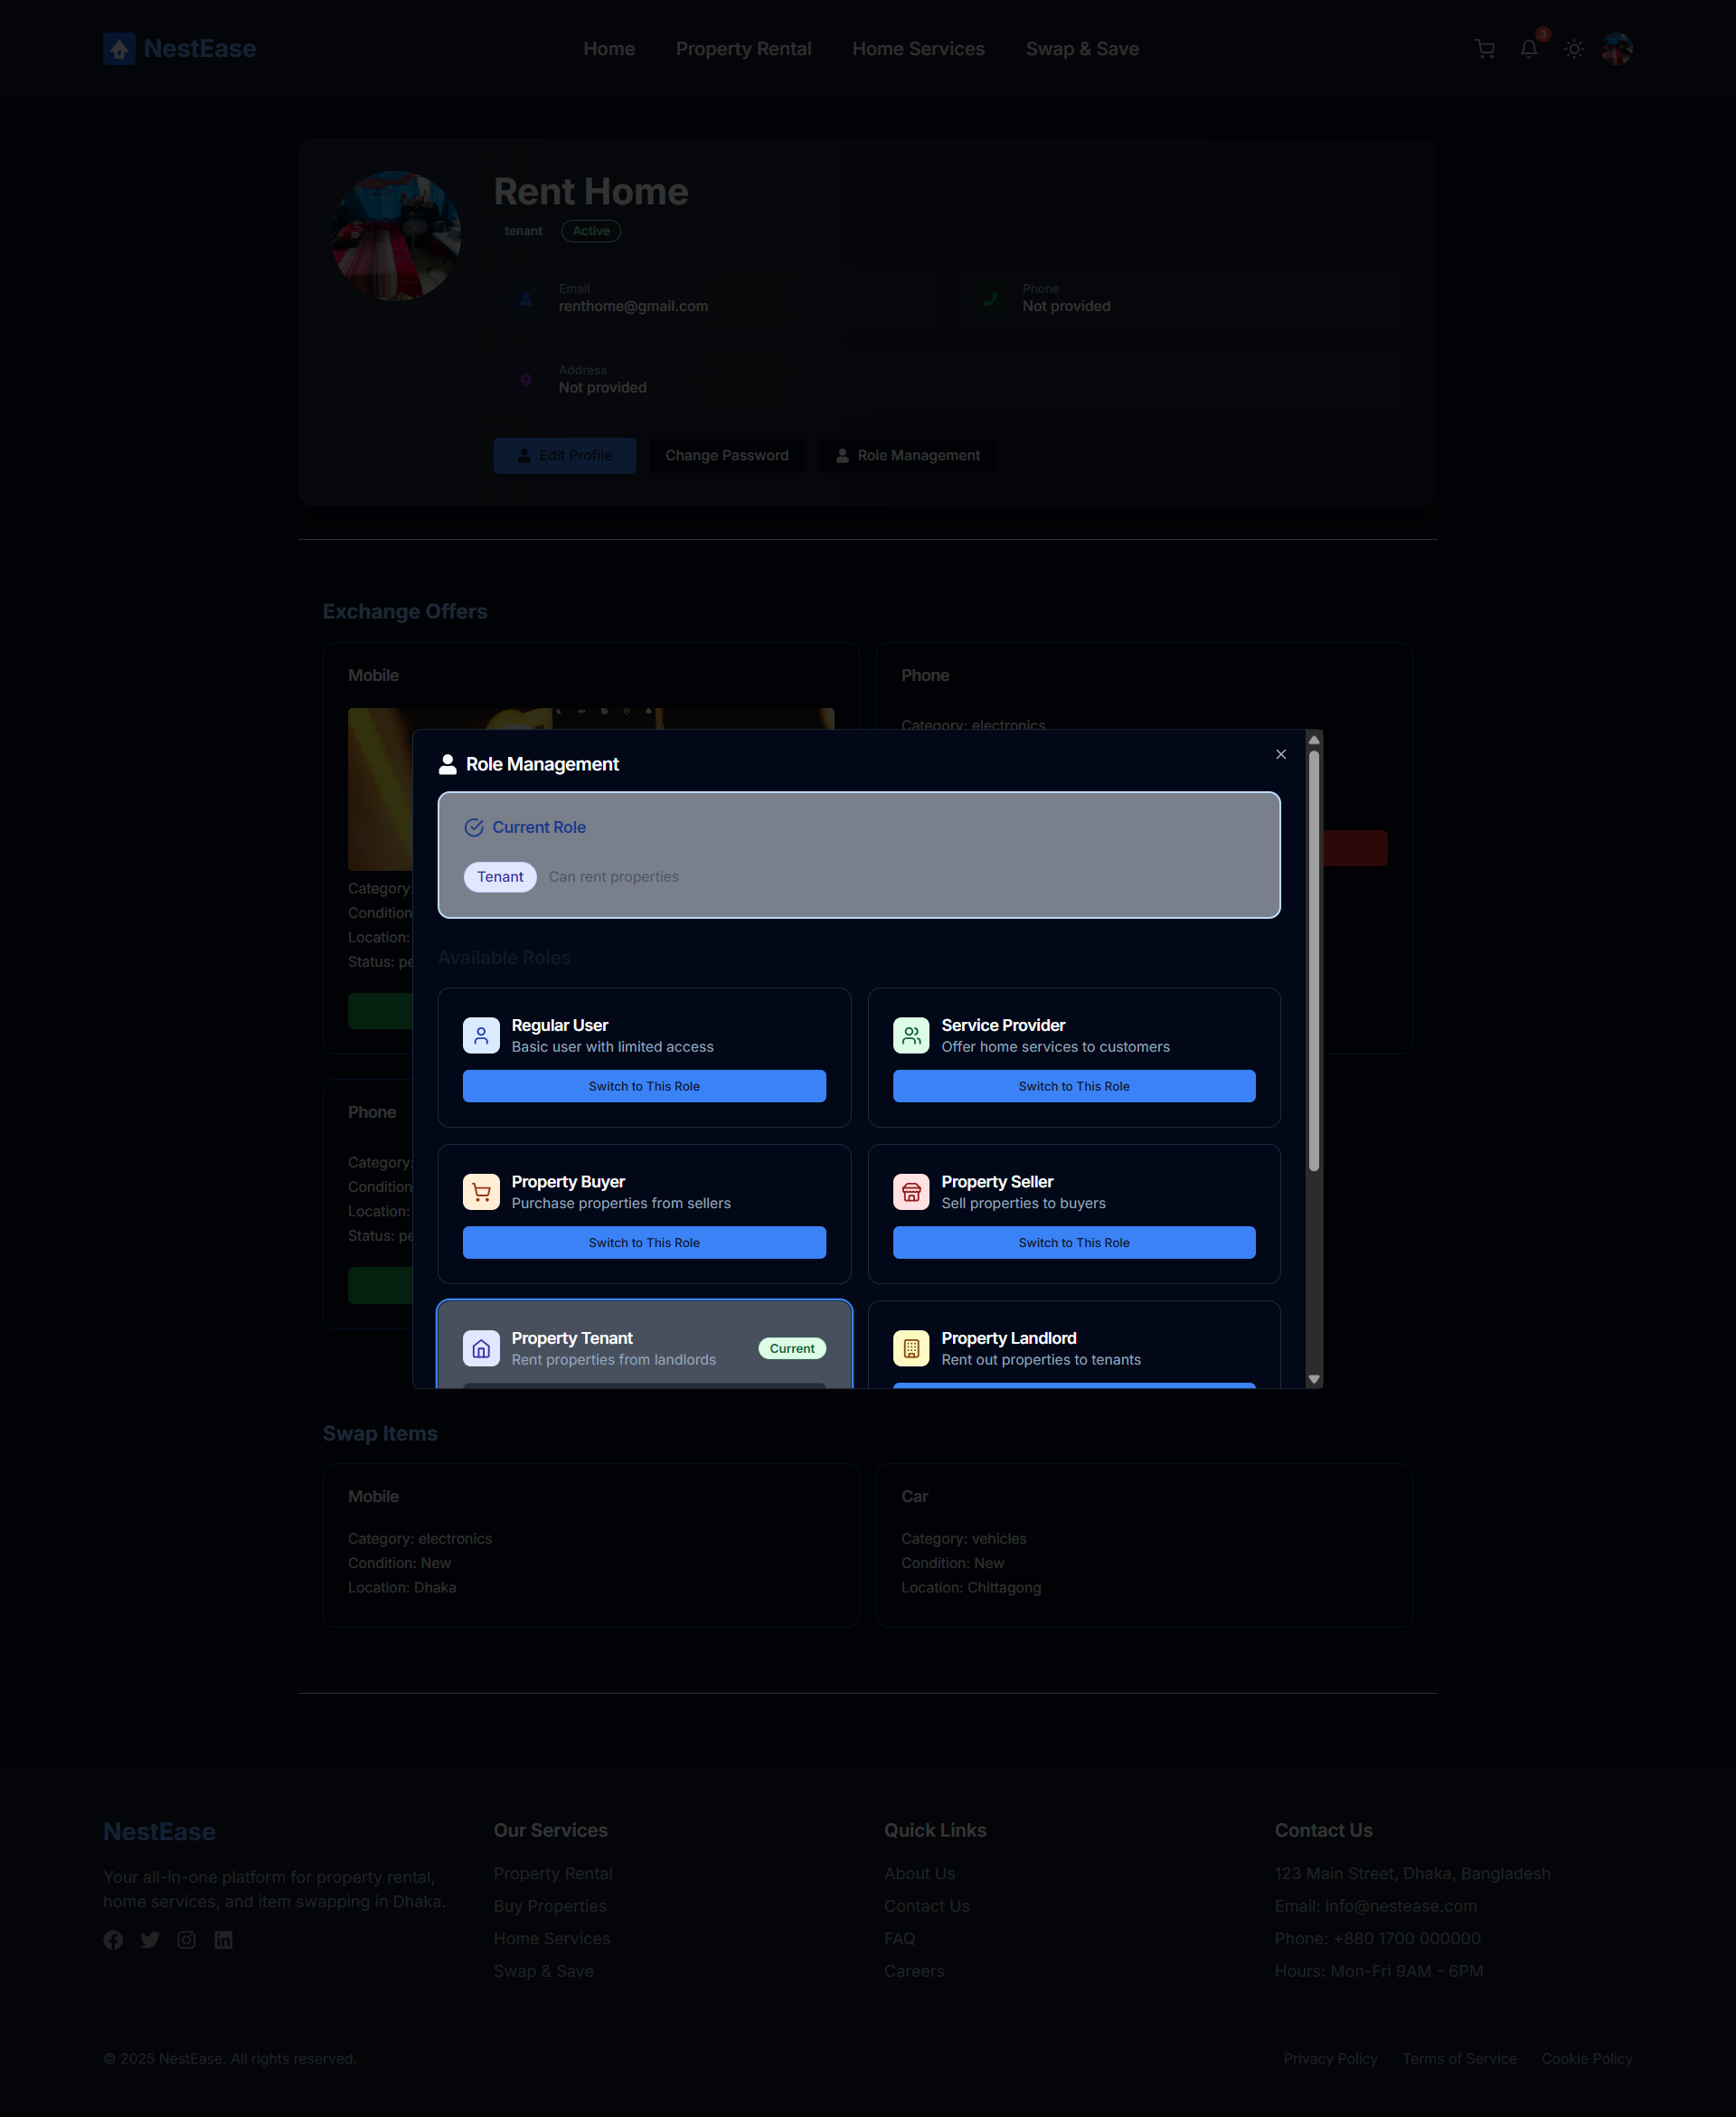 NestEase
Home
Property Rental
Home Services
Swap & Save
3
Rent Home
tenant
Active
Email
renthome@gmail.com
Phone
Not provided
Address
Not provided
Edit Profile
Change Password
Role Management
Exchange Offers
Mobile
Category:
Condition
Location:
Status: pe
Phone
Category: electronics
Phone
Category:
Condition
Location:
Status: pe
Role Management
Current Role
Tenant
Can rent properties
Available Roles
Regular User
Basic user with limited access
Switch to This Role
Service Provider
Offer home services to customers
Switch to This Role
Property Buyer
Purchase properties from sellers
Switch to This Role
Property Seller
Sell properties to buyers
Switch to This Role
Property Tenant
Rent properties from landlords
Current
Property Landlord
Rent out properties to tenants
Swap Items
Mobile
Category: electronics
Condition: New
Location: Dhaka
Car
Category: vehicles
Condition: New
Location: Chittagong
NestEase
Your all-in-one platform for property rental,
home services, and item swapping in Dhaka.
Our Services
Property Rental
Buy Properties
Home Services
Swap & Save
Quick Links
About Us
Contact Us
FAQ
Careers
Contact Us
123 Main Street, Dhaka, Bangladesh
Email: info@nestease.com
Phone: +880 1700 000000
Hours: Mon-Fri 9AM - 6PM
© 2025 NestEase. All rights reserved.
Privacy Policy
Terms of Service
Cookie Policy